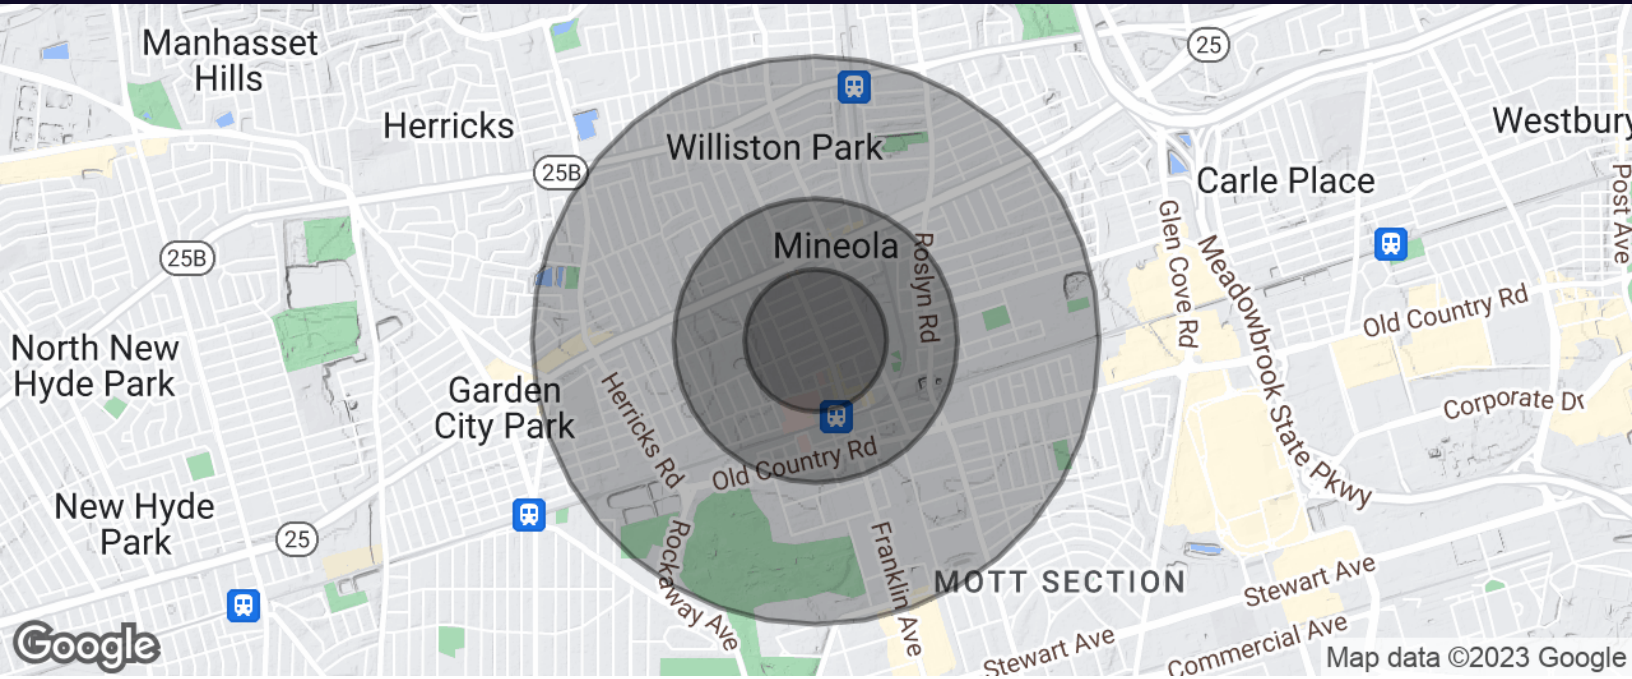 Manhasset
Hills
25
Herricks
Westbury
Williston Park
25B
Carle Place
Post Ave
Mineola
25B
Roslyn Rd
Glen Cove Rd
Meadowbrook State Pkwy
Old Country Rd
North New
Hyde Park
Garden
City Park
Herricks Rd
Corporate Dr
Old Country Rd
New Hyde
Park
25
Rockaway Ave
Franklin Ave
MOTT SECTION
Stewart Ave
Stewart Ave
Commercial Ave
Google
Map data ©2023 Google